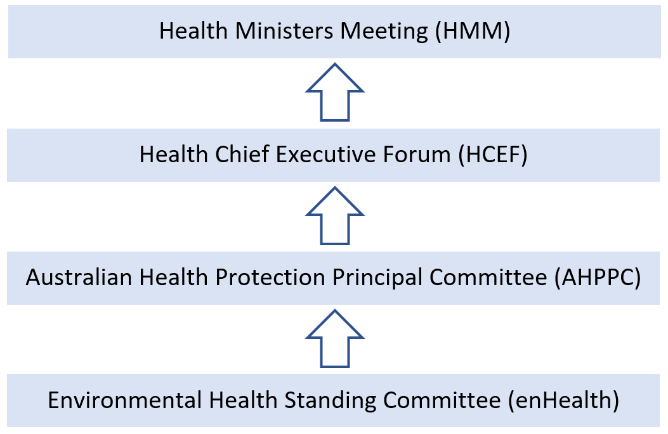 Health Ministers Meeting (HMM)
Health Chief Executive Forum (HCEF)
Australian Health Protection Principal Committee (AHPPC)
Environmental Health Standing Committee (enHealth)